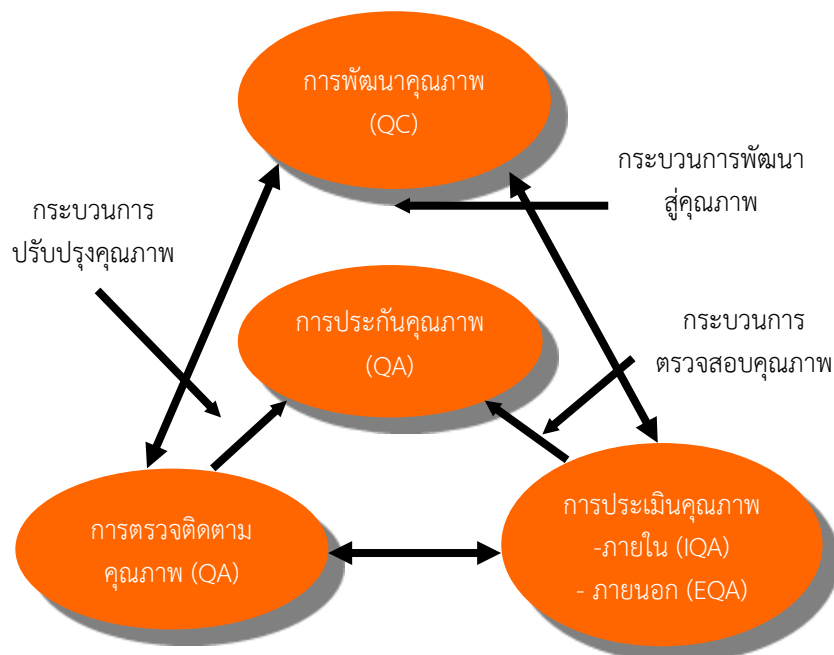 การพัฒนาคุณภาพ
(QC)
กระบวนการพัฒนา
สู่คุณภาพ
กระบวนการ
ปรับปรุงคุณภาพ
การประกันคุณภาพ
(QA)
กระบวนการ
ตรวจสอบคุณภาพ
การตรวจติดตาม
คุณภาพ (QA)
การประเมินคุณภาพ
-ภายใน (IQA)
- ภายนอก (EQA)